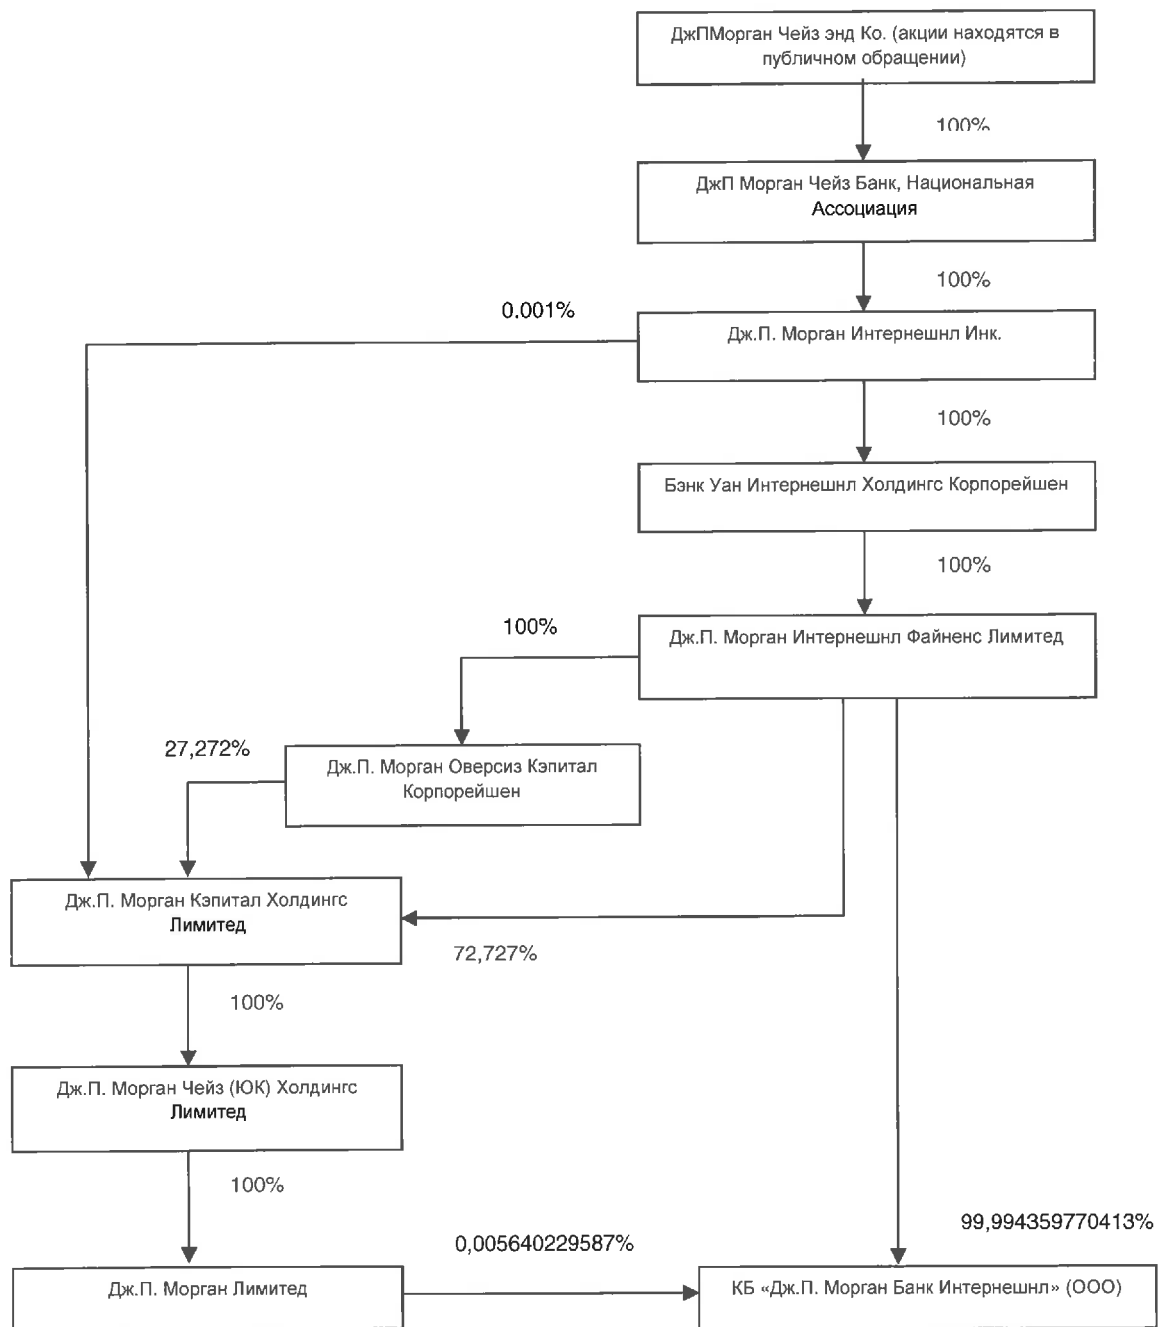 ДжПМорган Чейз энд Ко. (акции находятся в
публичном обращении)
100%
ДжП Морган Чейз Банк, Национальная
Ассоциация
100%
0.001%
Дж.П. Морган Интернешнл Инк.
100%
Бэнк Уан Интернешнл Холдингс Корпорейшен
100%
100%
Дж.П. Морган Интернешнл Файненс Лимитед
27,272%
Дж.П. Морган Оверсиз Кэпитал
Корпорейшен
Дж.П. Морган Кэпитал Холдингс
Лимитед
72,727%
100%
Дж.П. Морган Чейз (ЮК) Холдингс
Лимитед
100%
99,994359770413%
0,005640229587%
Дж.П. Морган Лимитед
КБ «Дж.П. Морган Банк Интернешнл» (ООО)